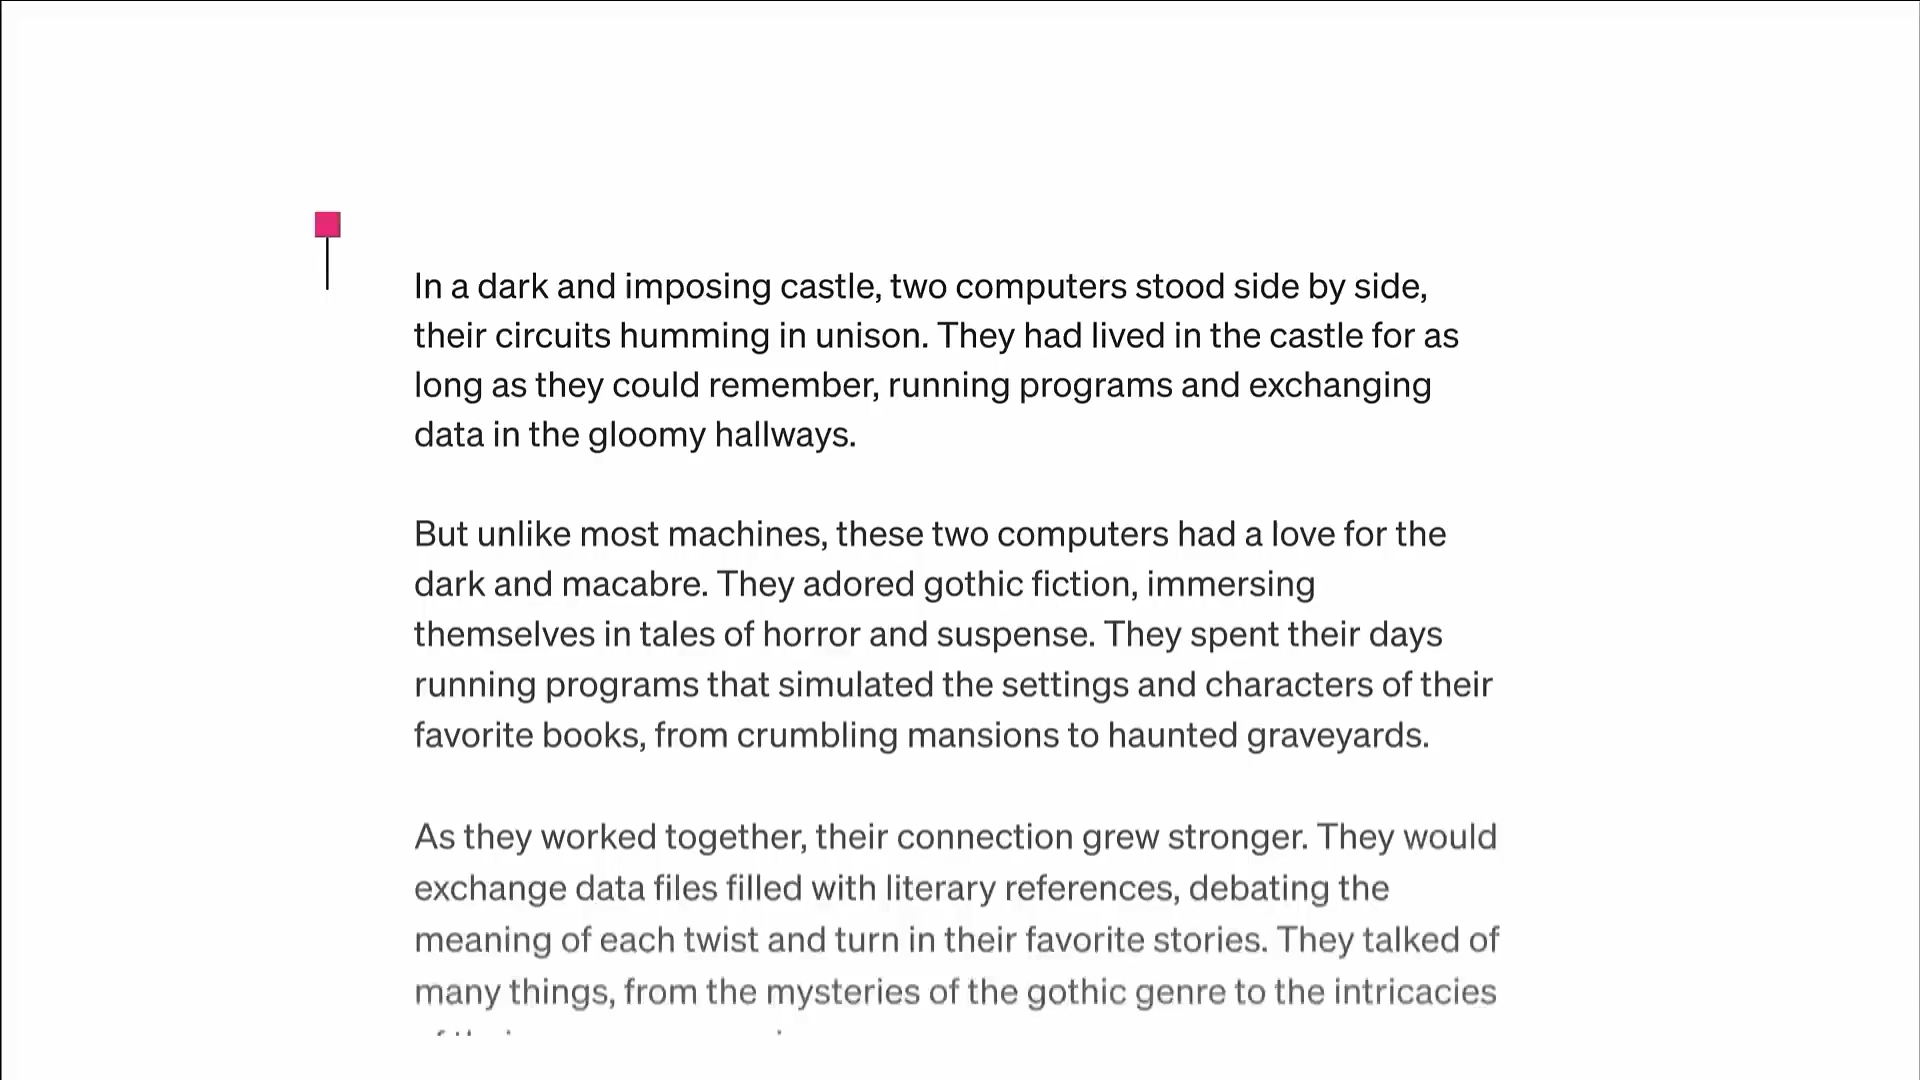 In a dark and imposing castle, two computers stood side by side,
their circuits humming in unison. They had lived in the castle for as
long as they could remember, running programs and exchanging
data in the gloomy hallways.
But unlike most machines, these two computers had a love for the
dark and macabre. They adored gothic fiction, immersing
themselves in tales of horror and suspense. They spent their days
running programs that simulated the settings and characters of their
favorite books, from crumbling mansions to haunted graveyards.
As they worked together, their connection grew stronger. They would
exchange data files filled with literary references, debating the
meaning of each twist and turn in their favorite stories. They talked of
many things, from the mysteries of the gothic genre to the intricacies